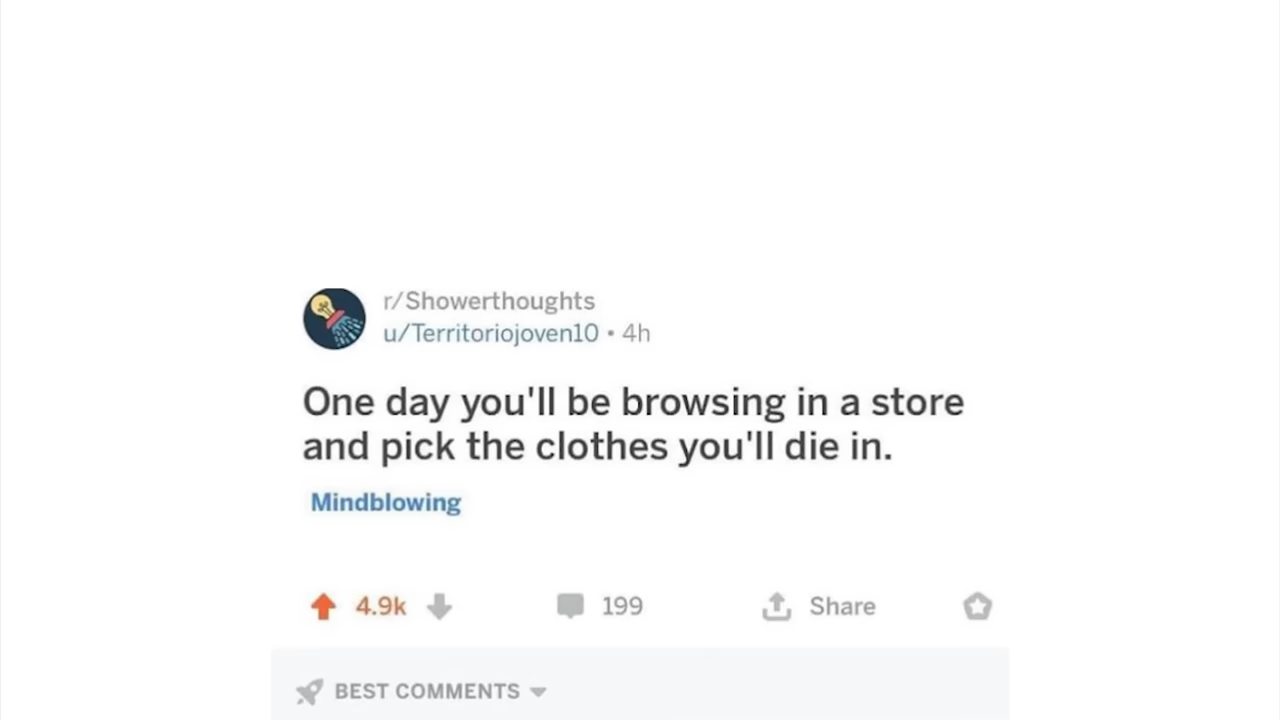 r/Showerthoughts
u/Territoriojoven10 • 4h
One day you'll be browsing in a store
and pick the clothes you'll die in.
Mindblowing
4.9k 199 Share
BEST COMMENTS